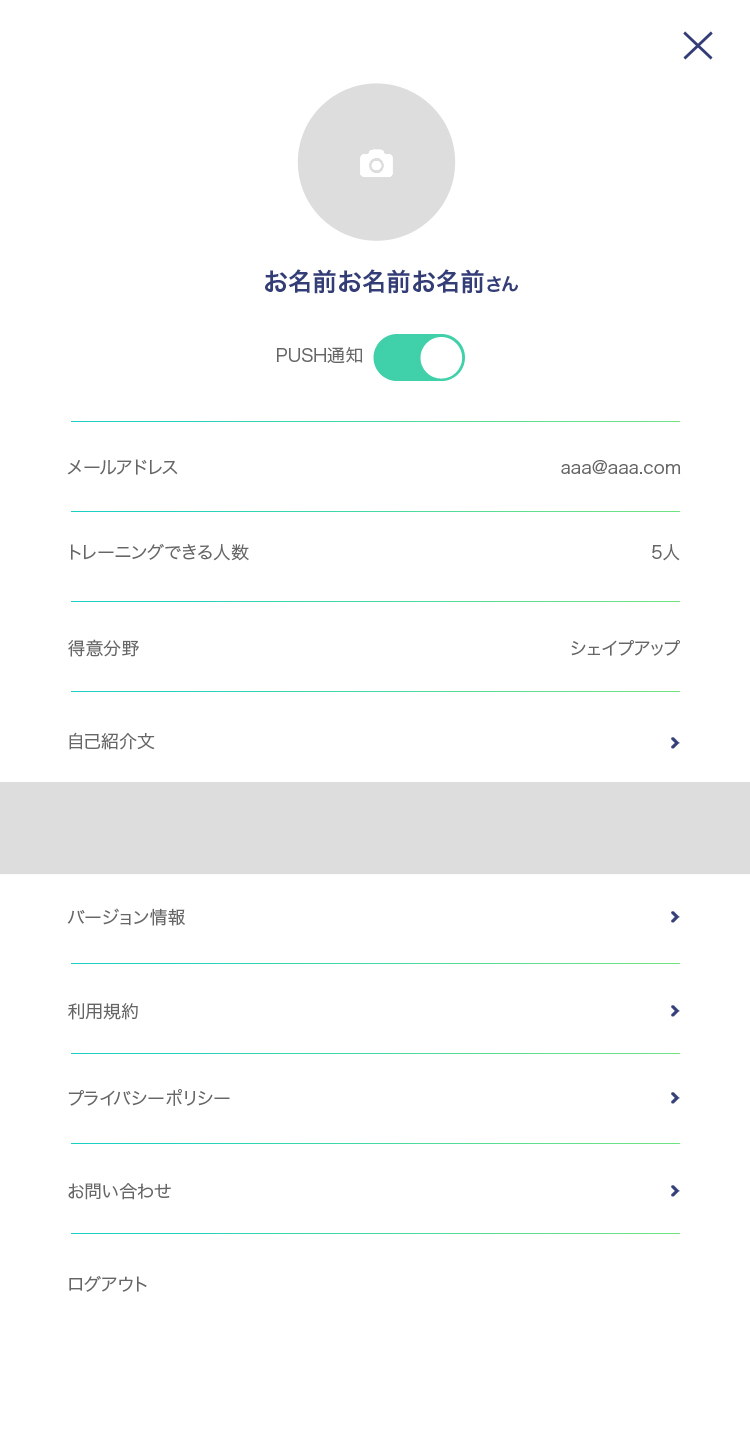 お名前お名前お名前さん
PUSH通知
メールアドレス aaa@aaa.com
トレーニングできる人数 5人
得意分野 シェイプアップ
自己紹介文
バージョン情報
利用規約
プライバシーポリシー
お問い合わせ
ログアウト